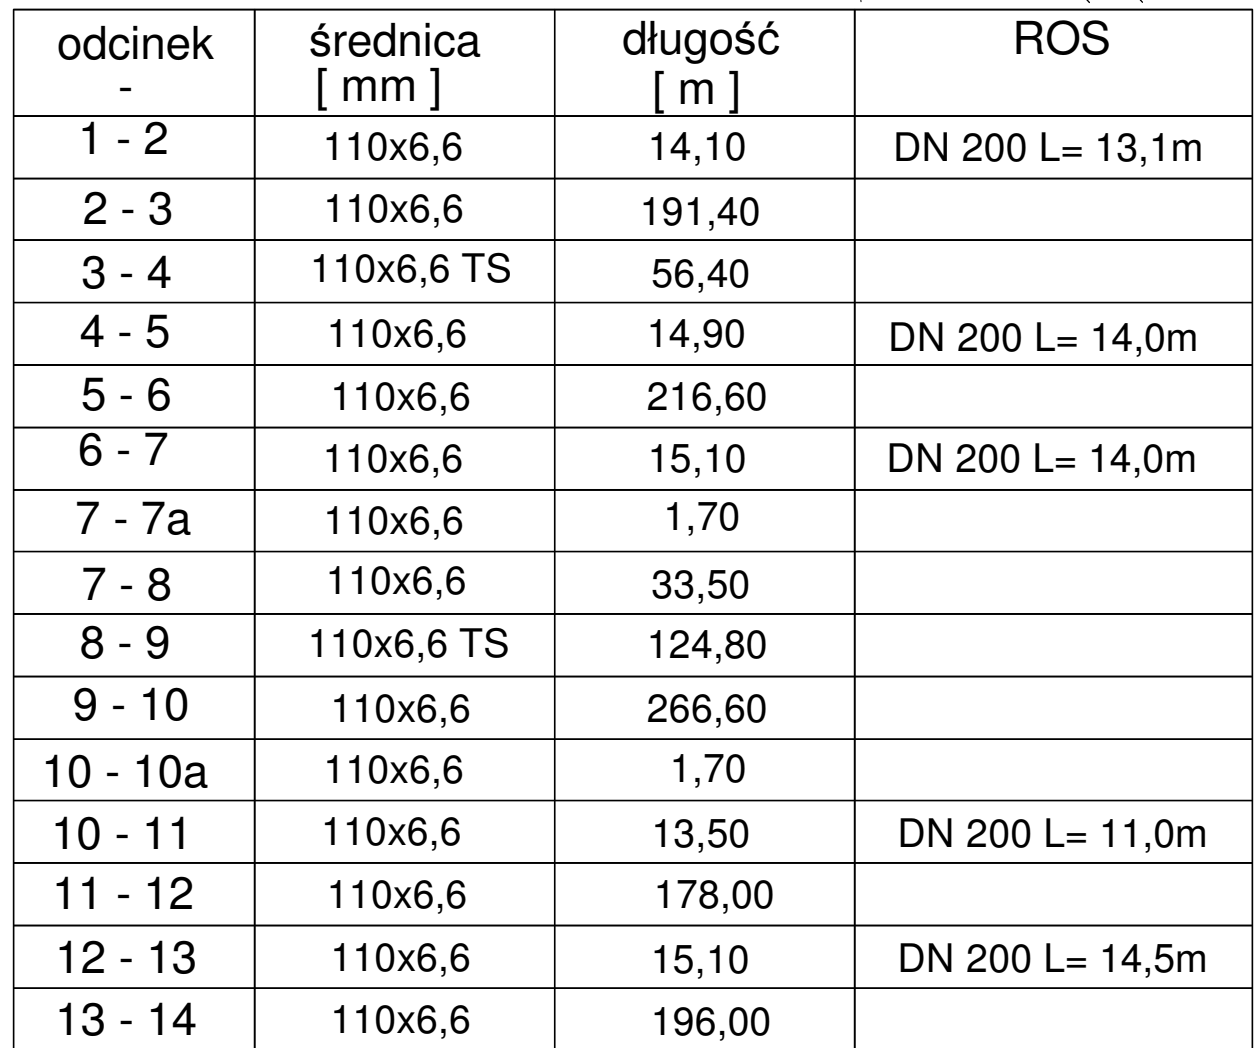 odcinek średnica długość ROS
- [ mm ] [ m ]
1 - 2 110x6,6 14,10 DN 200 L= 13,1m
2 - 3 110x6,6 191,40
3 - 4 110x6,6 TS 56,40
4 - 5 110x6,6 14,90 DN 200 L= 14,0m
5 - 6 110x6,6 216,60
6 - 7 110x6,6 15,10 DN 200 L= 14,0m
7 - 7a 110x6,6 1,70
7 - 8 110x6,6 33,50
8 - 9 110x6,6 TS 124,80
9 - 10 110x6,6 266,60
10 - 10a 110x6,6 1,70
10 - 11 110x6,6 13,50 DN 200 L= 11,0m
11 - 12 110x6,6 178,00
12 - 13 110x6,6 15,10 DN 200 L= 14,5m
13 - 14 110x6,6 196,00